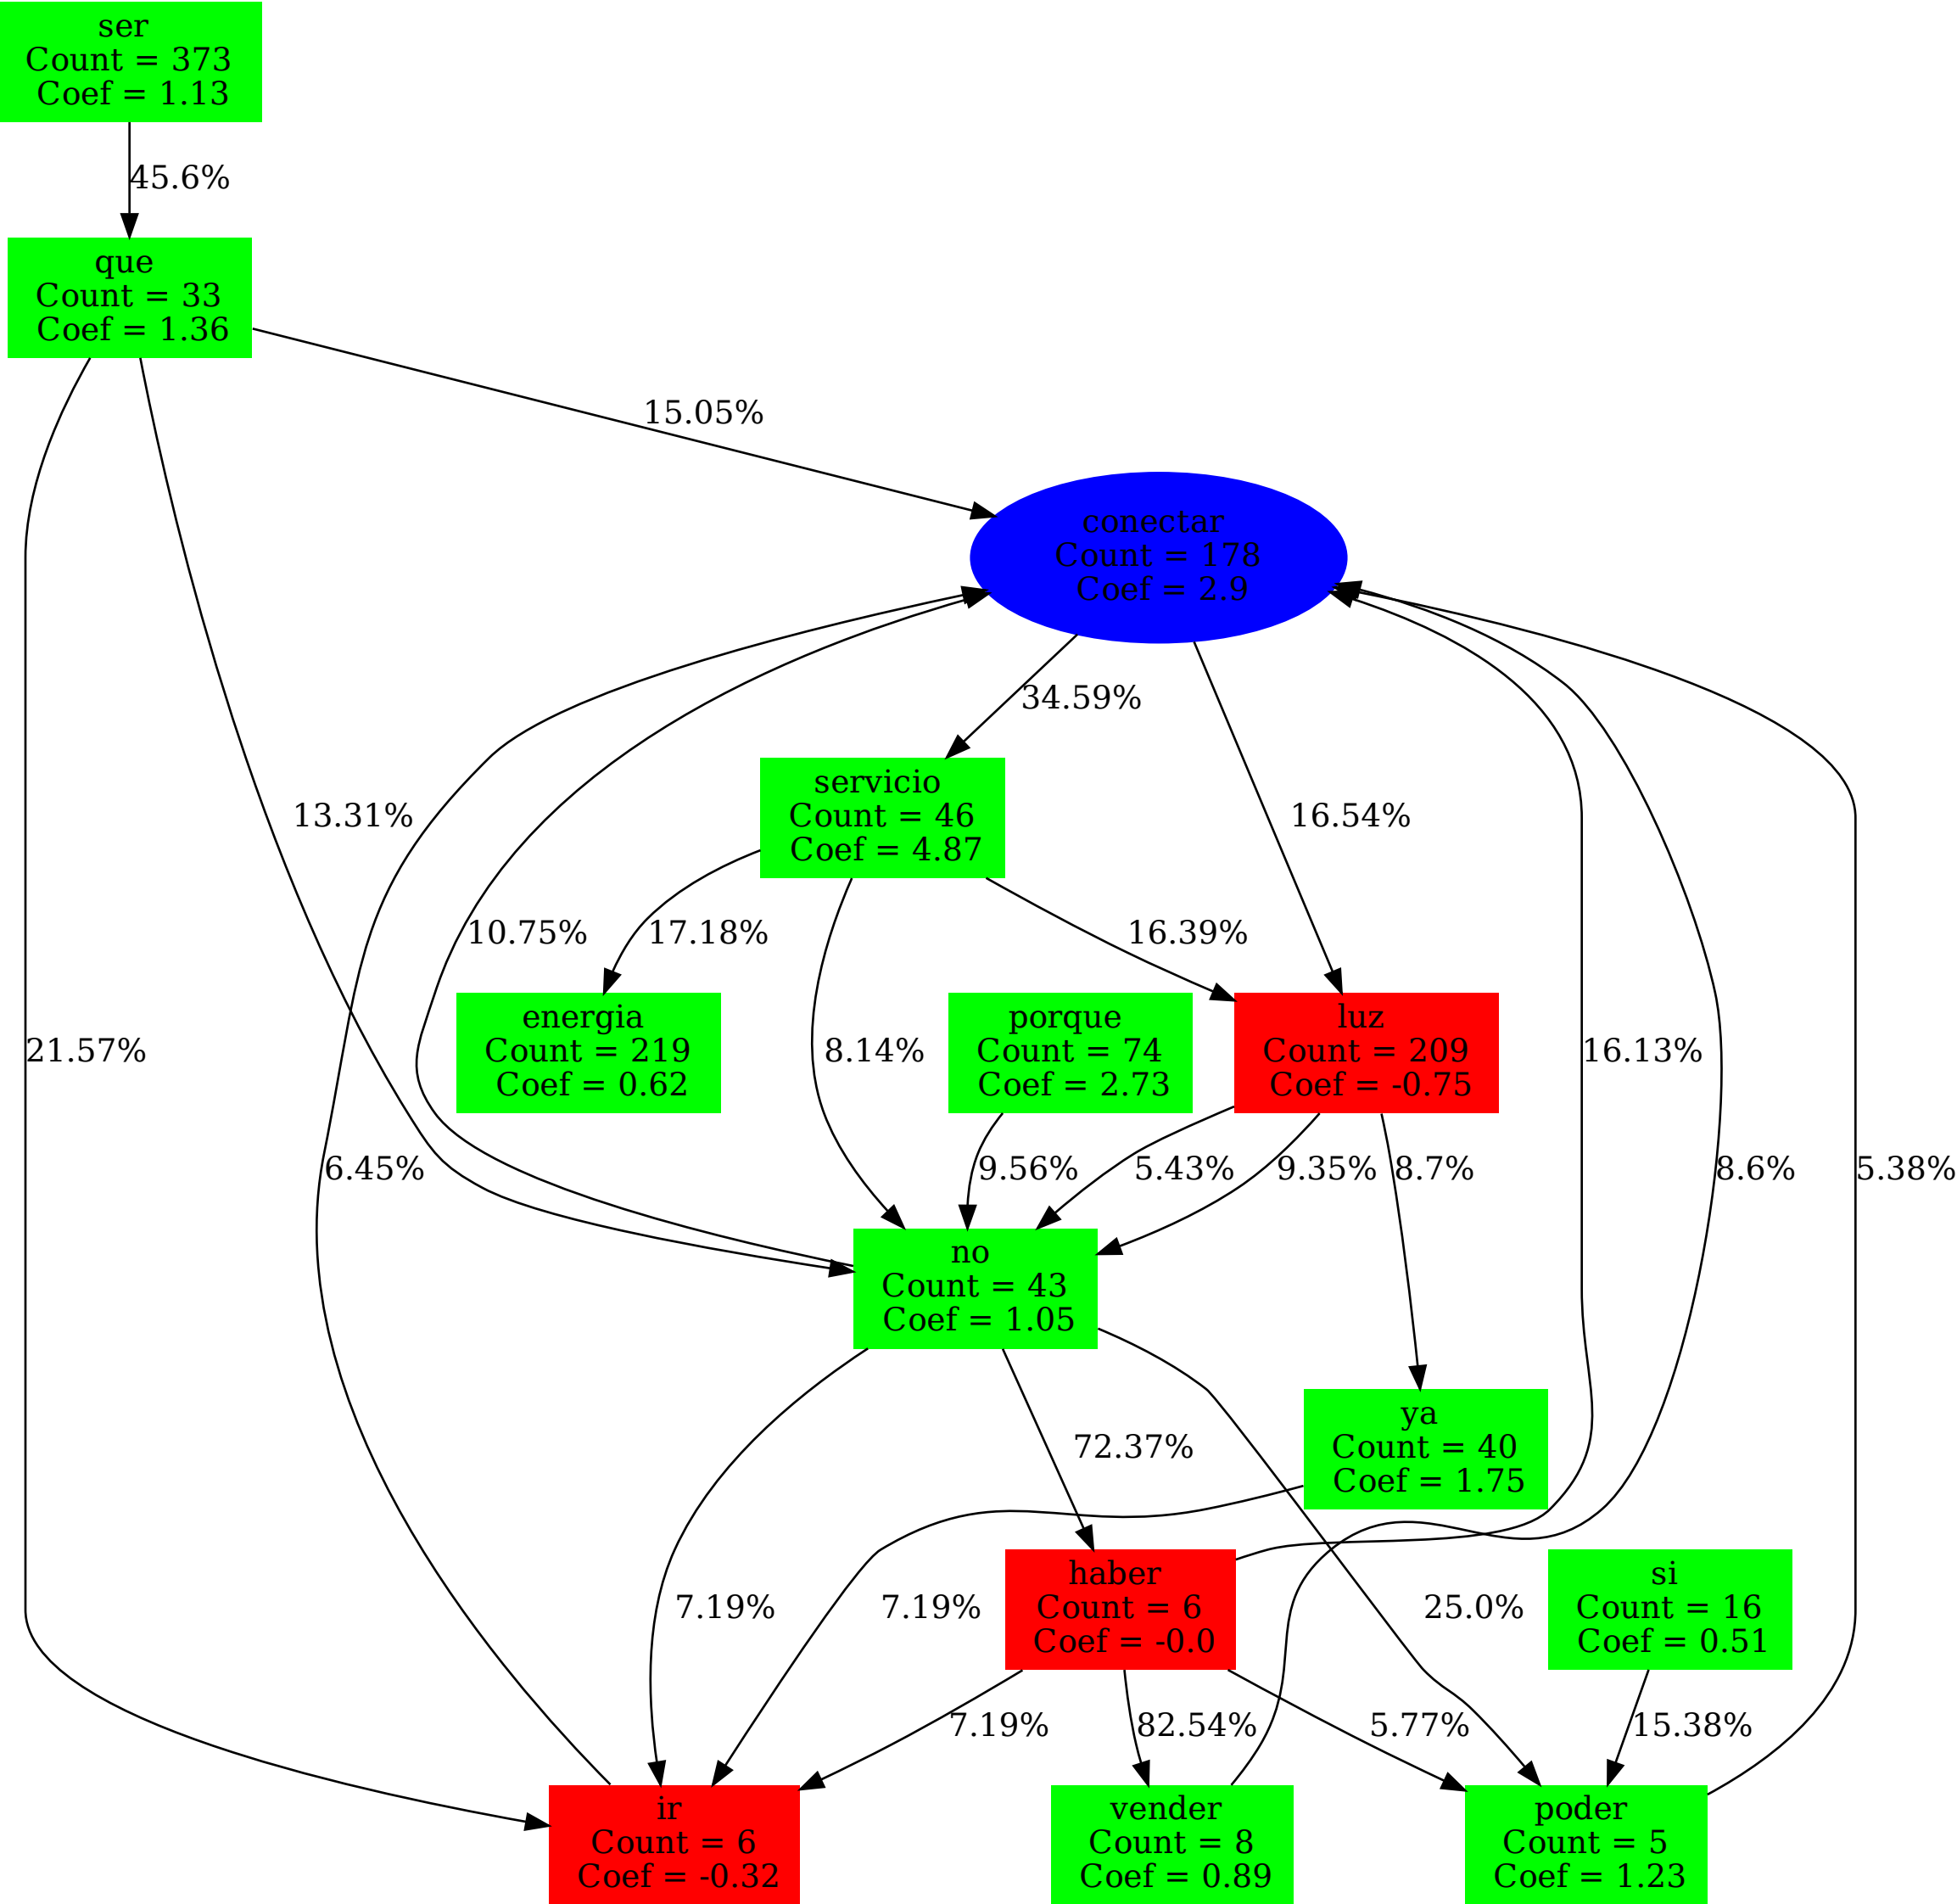 ser
Count = 373
Coef = 1.13
45.6%
que
Count = 33
Coef = 1.36
15.05%
conectar
Count = 178
Coef = 2.9
34.59%
servicio
Count = 46
Coef = 4.87
13.31%
16.54%
10.75%
17.18%
16.39%
energia
Count = 219
Coef = 0.62
porque
Count = 74
Coef = 2.73
luz
Count = 209
Coef = -0.75
21.57%
8.14%
16.13%
6.45%
9.56%
5.43%
9.35%
8.7%
8.6%
5.38%
no
Count = 43
Coef = 1.05
ya
Count = 40
Coef = 1.75
72.37%
haber
Count = 6
Coef = -0.0
si
Count = 16
Coef = 0.51
7.19%
7.19%
25.0%
7.19%
82.54%
5.77%
15.38%
ir
Count = 6
Coef = -0.32
vender
Count = 8
Coef = 0.89
poder
Count = 5
Coef = 1.23